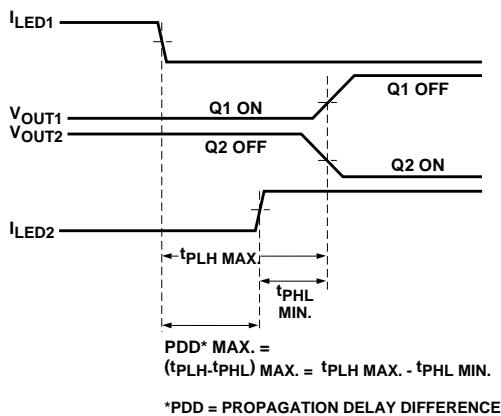 ILED1
Q1 OFF
VOUT1
Q1 ON
VOUT2
Q2 OFF
Q2 ON
ILED2
tPLH MAX.
tPHL
MIN.
PDD* MAX. =
(tPLH-tPHL) MAX. = tPLH MAX. - tPHL MIN.
*PDD = PROPAGATION DELAY DIFFERENCE